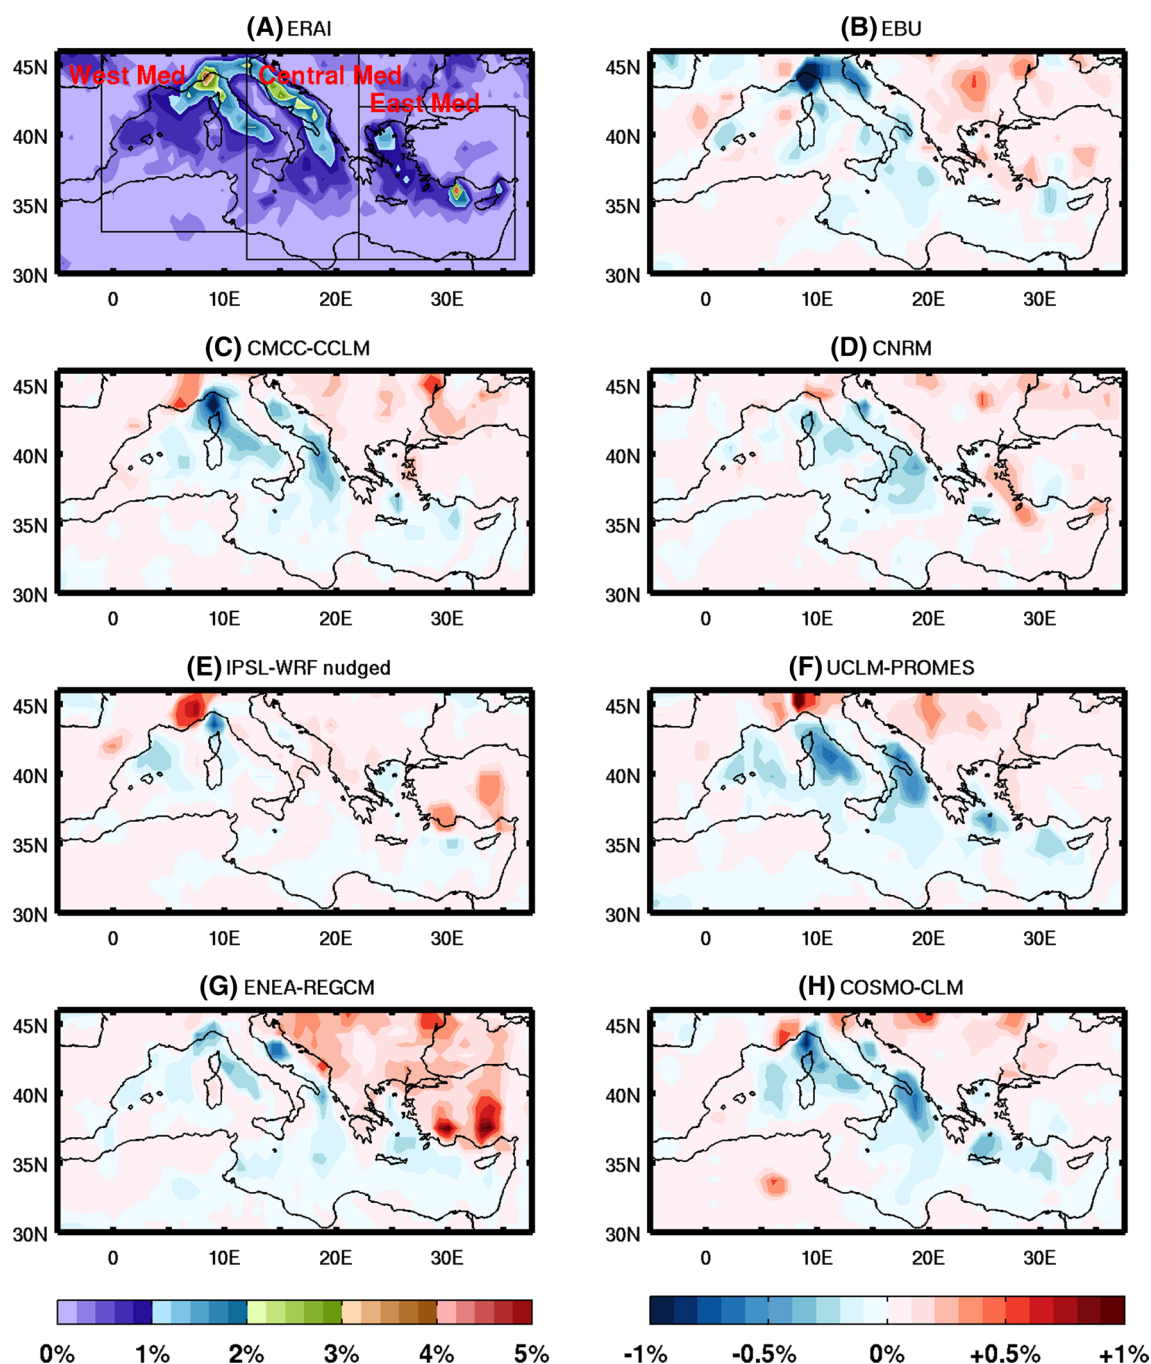 (A) ERAI
(B) EBU
45N
40N
35N
30N
West Med
Central Med
East Med
0 10E 20E 30E
45N
40N
35N
30N
0 10E 20E 30E
(C) CMCC-CCLM
(D) CNRM
45N
40N
35N
30N
0 10E 20E 30E
45N
40N
35N
30N
0 10E 20E 30E
(E) IPSL-WRF nudged
(F) UCLM-PROMES
45N
40N
35N
30N
0 10E 20E 30E
45N
40N
35N
30N
0 10E 20E 30E
(G) ENEA-REGCM
(H) COSMO-CLM
45N
40N
35N
30N
0 10E 20E 30E
45N
40N
35N
30N
0 10E 20E 30E
0% 1% 2% 3% 4% 5%
-1% -0.5% 0% +0.5% +1%